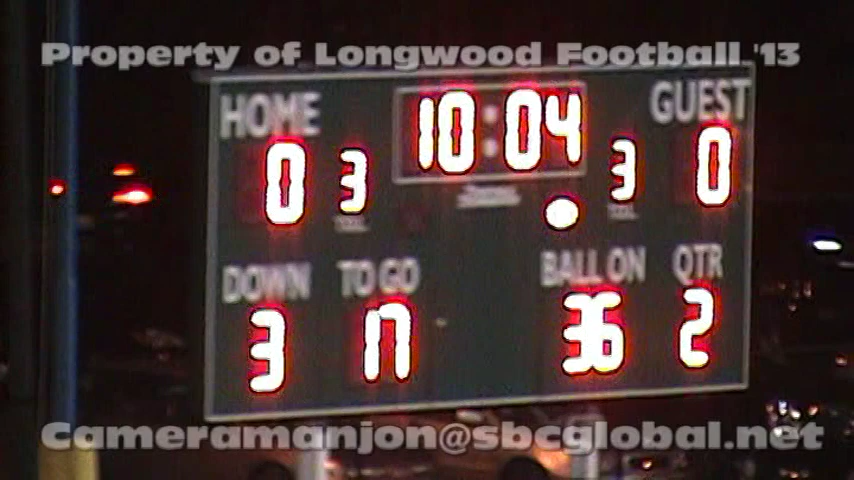 Property of Longwood Football '13
HOME 10:04 GUEST
0 3 3 0
DOWN TO GO BALL ON QTR
3 17 36 2
Cameramanjon@sbcglobal.net